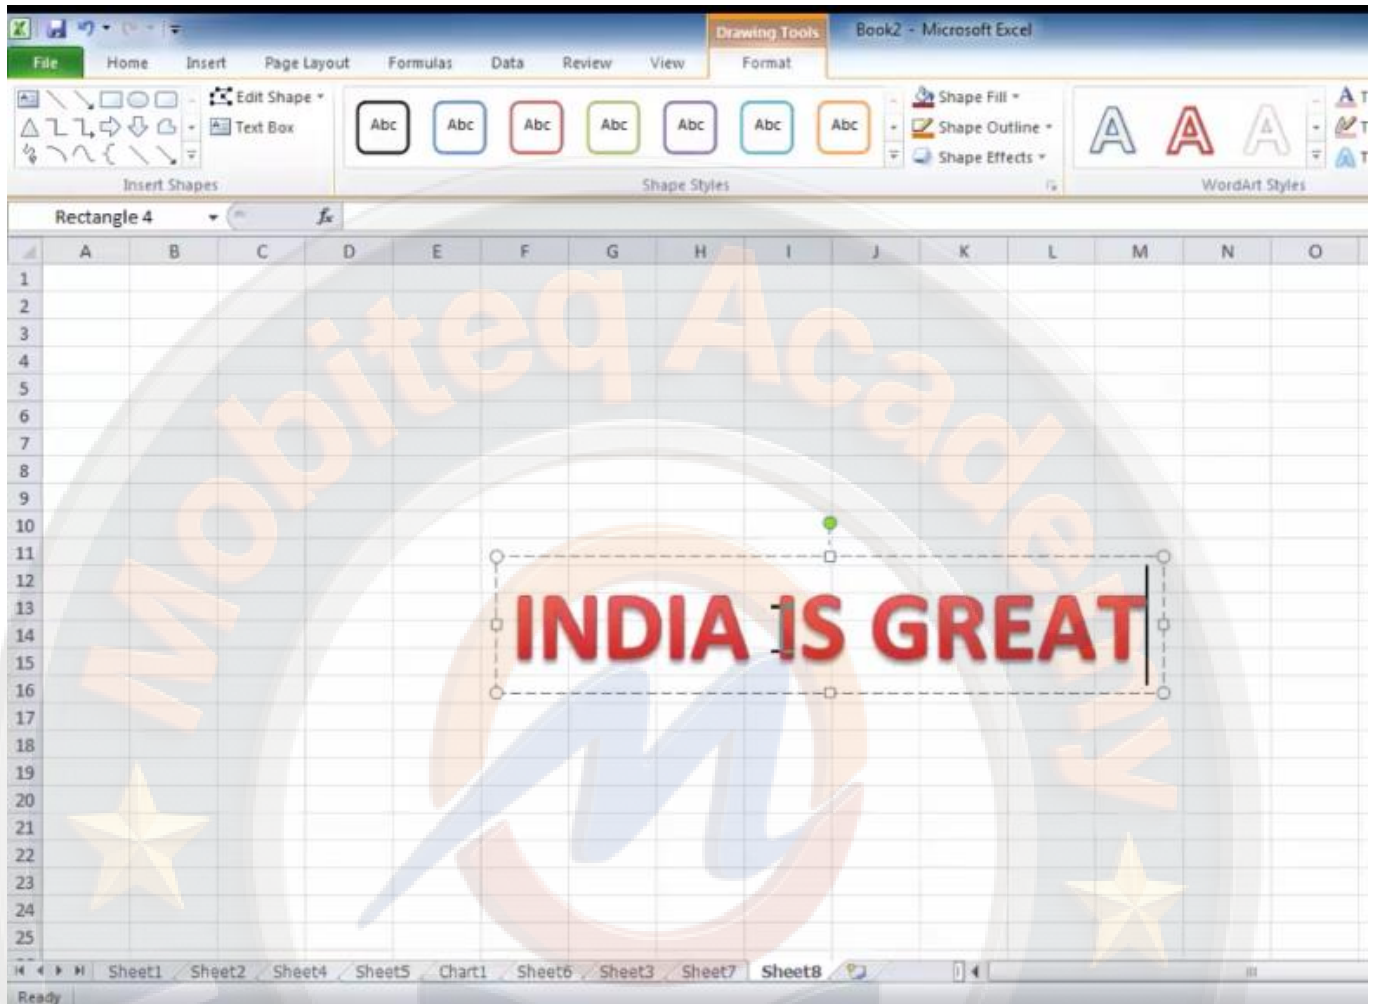 Drawing Tools
Book2 - Microsoft Excel
File Home Insert Page Layout Formulas Data Review View Format
Edit Shape
Text Box
Insert Shapes
Abc Abc Abc Abc Abc Abc Abc
Shape Styles
Shape Fill
Shape Outline
Shape Effects
A A A
WordArt Styles
A T
T
A T
Rectangle 4
fx
A B C D E F G H I J K L M N O
1
2
3
4
5
6
7
8
9
10
11
12
13
14
15
16
17
18
19
20
21
22
23
24
25
INDIA IS GREAT
Mobiteq Academy
Sheet1 Sheet2 Sheet4 Sheet5 Chart1 Sheet6 Sheet3 Sheet7 Sheet8
Ready